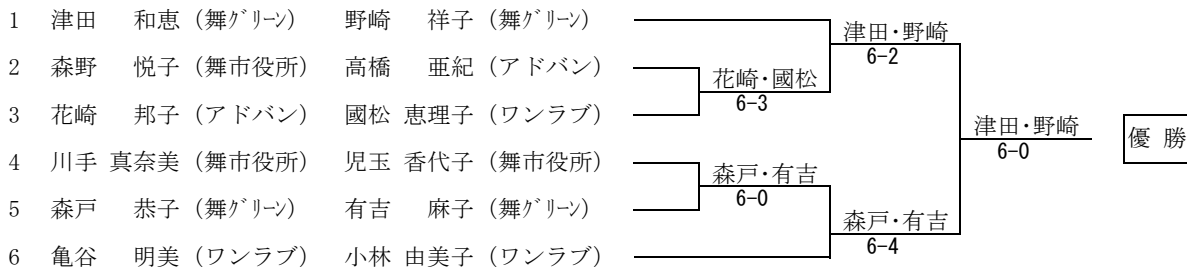 1 津田 和恵 (舞グリーン) 野崎 祥子 (舞グリーン)
津田・野崎
6-2
2 森野 悦子 (舞市役所) 高橋 亜紀 (アドバン)
花崎・國松
6-3
3 花崎 邦子 (アドバン) 國松 恵理子 (ワンラブ)
津田・野崎
6-0
優 勝
4 川手 真奈美 (舞市役所) 児玉 香代子 (舞市役所)
森戸・有吉
6-0
5 森戸 恭子 (舞グリーン) 有吉 麻子 (舞グリーン)
森戸・有吉
6-4
6 亀谷 明美 (ワンラブ) 小林 由美子 (ワンラブ)